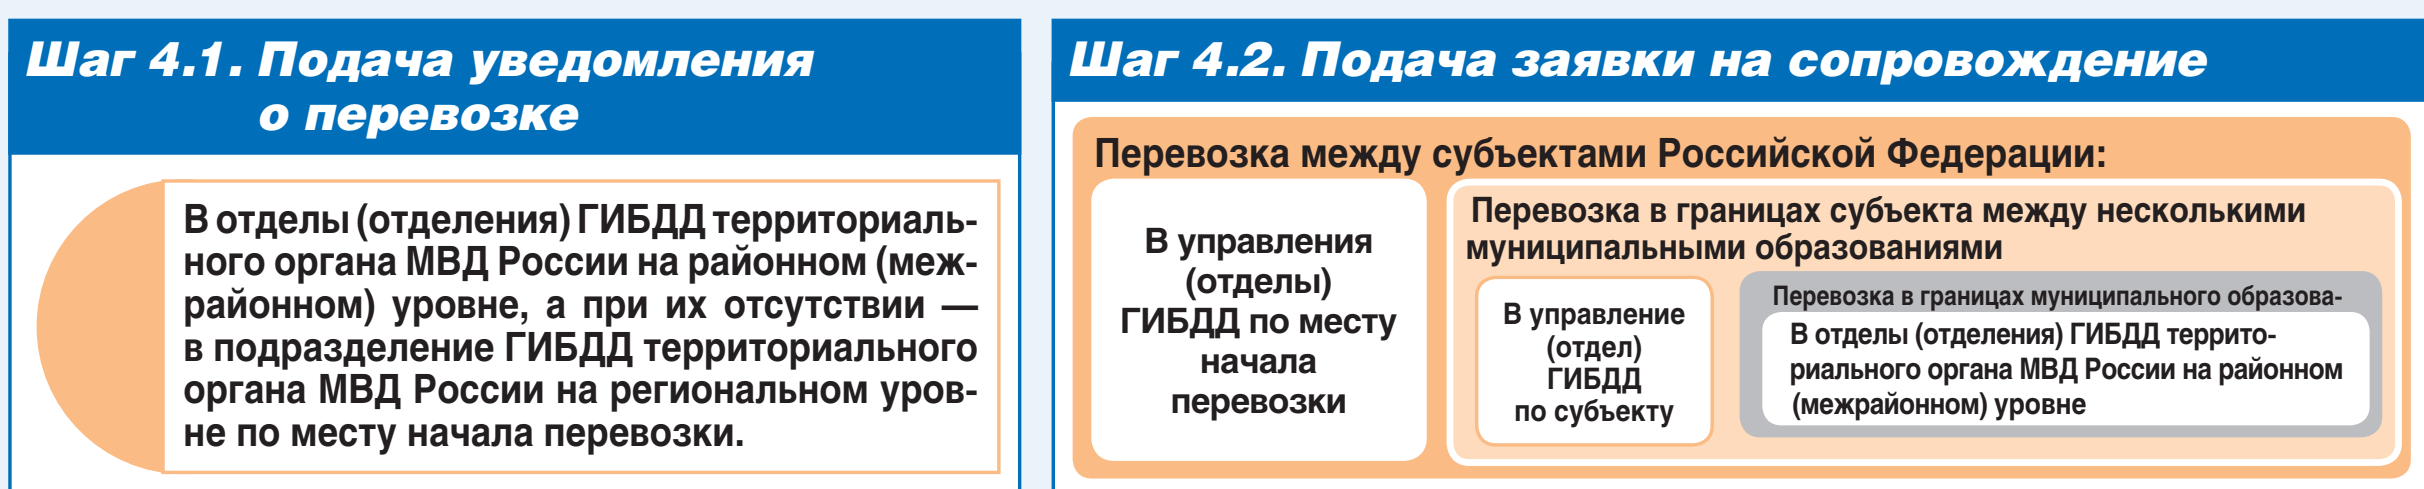 Шаг 4.1. Подача уведомления
о перевозке
В отделы (отделения) ГИБДД территориаль-
ного органа МВД России на районном (меж-
районном) уровне, а при их отсутствии —
в подразделение ГИБДД территориального
органа МВД России на региональном уров-
не по месту начала перевозки.
Шаг 4.2. Подача заявки на сопровождение
Перевозка между субъектами Российской Федерации:
В управления
(отделы)
ГИБДД по месту
начала
перевозки
Перевозка в границах субъекта между несколькими
муниципальными образованиями
В управление
(отдел)
ГИБДД
по субъекту
Перевозка в границах муниципального образова-
В отделы (отделения) ГИБДД террито-
риального органа МВД России на районном
(межрайонном) уровне